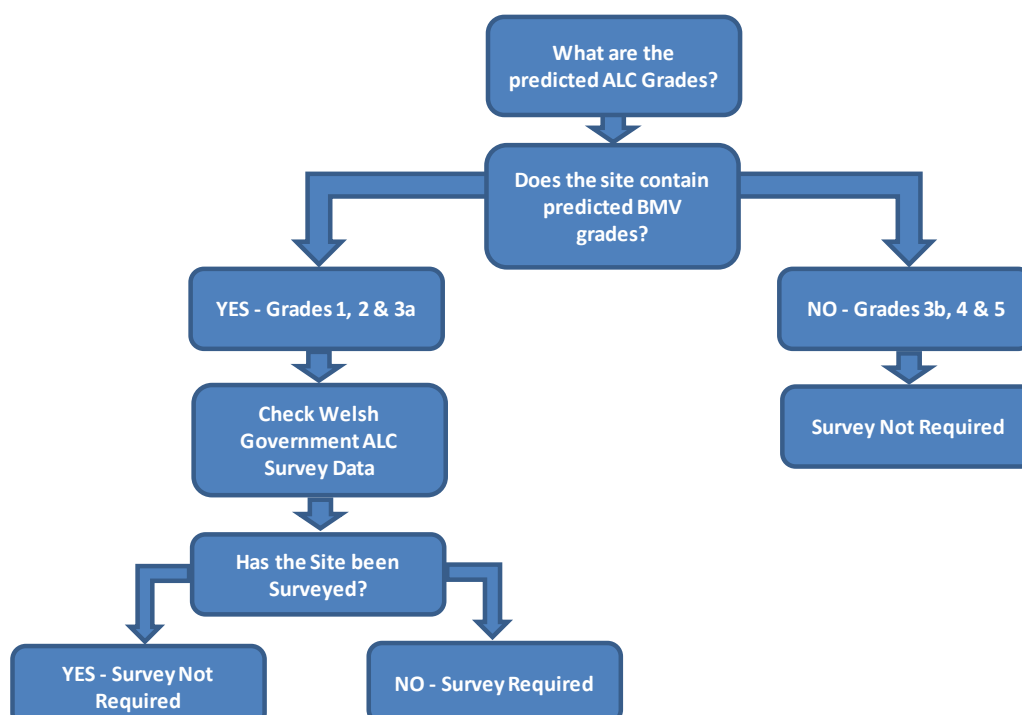 What are the
predicted ALC Grades?
Does the site contain
predicted BMV
grades?
YES - Grades 1, 2 & 3a
NO - Grades 3b, 4 & 5
Check Welsh
Government ALC
Survey Data
Survey Not Required
Has the Site been
Surveyed?
YES - Survey Not
Required
NO - Survey Required